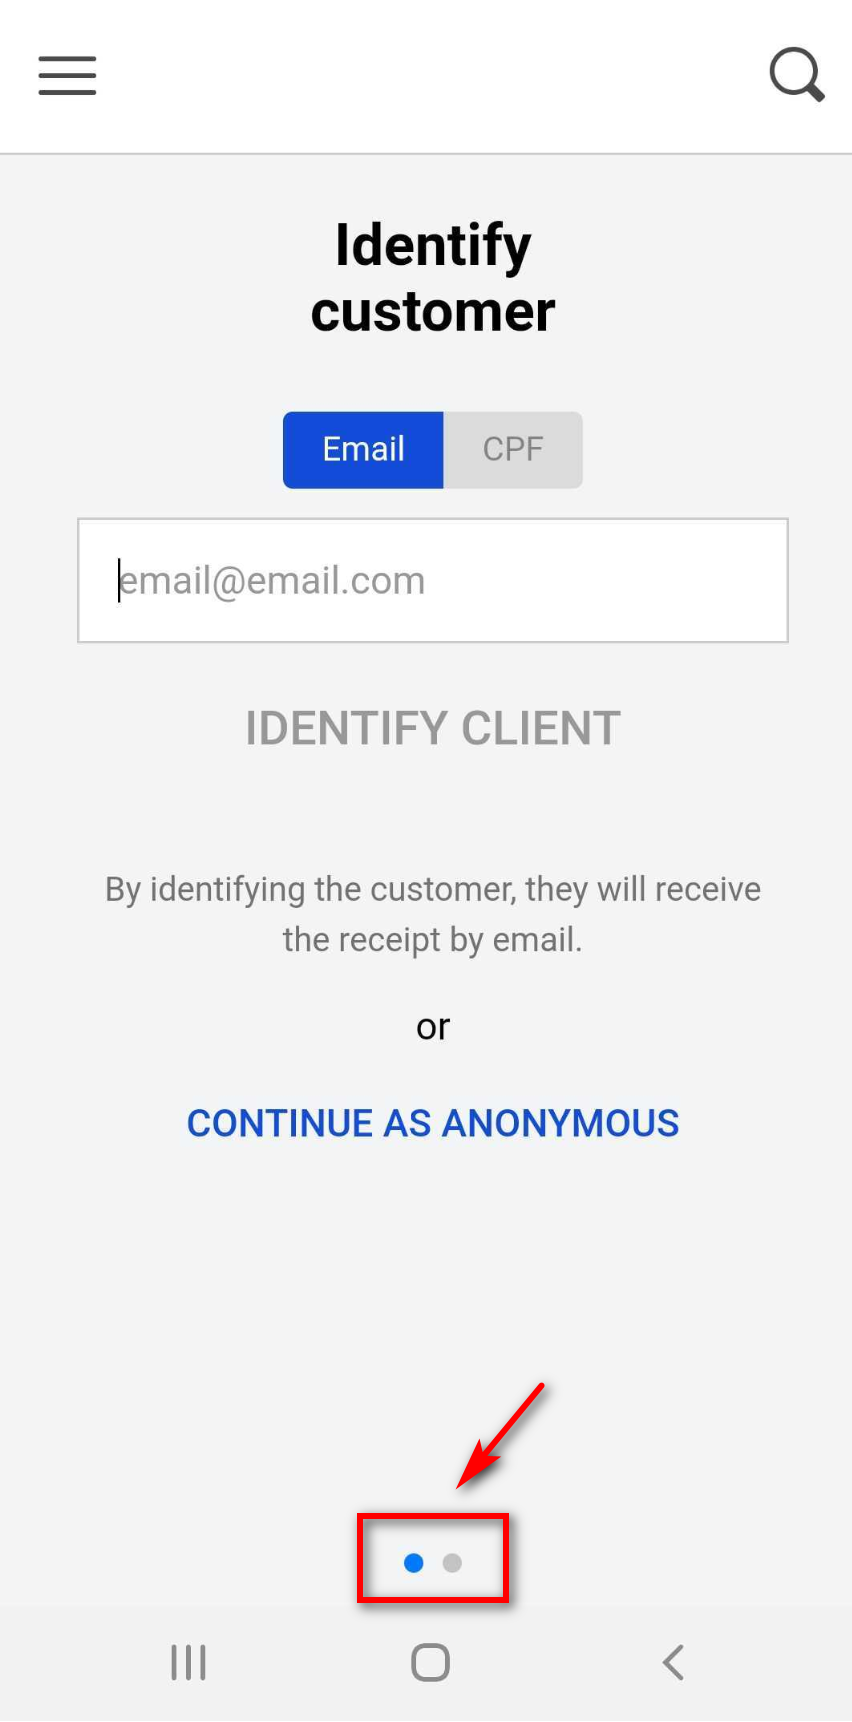 Identify
customer
Email CPF
email@email.com
IDENTIFY CLIENT
By identifying the customer, they will receive
the receipt by email.
or
CONTINUE AS ANONYMOUS